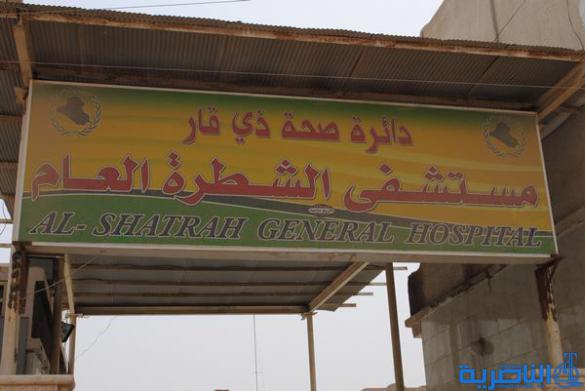 دائرة صحة ذي قار
مستشفى الشطرة العام
AL- SHATRAH GENERAL HOSPITAL
الناصرية